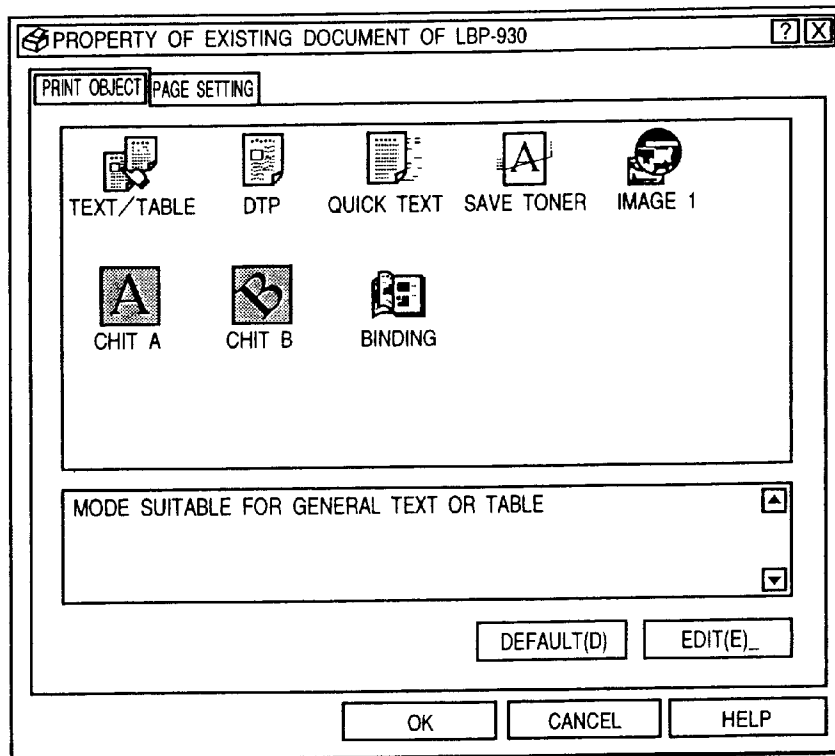 PROPERTY OF EXISTING DOCUMENT OF LBP-930 ? X
PRINT OBJECT PAGE SETTING
TEXT/TABLE DTP QUICK TEXT SAVE TONER IMAGE 1
CHIT A CHIT B BINDING
MODE SUITABLE FOR GENERAL TEXT OR TABLE
DEFAULT(D) EDIT(E)_
OK CANCEL HELP